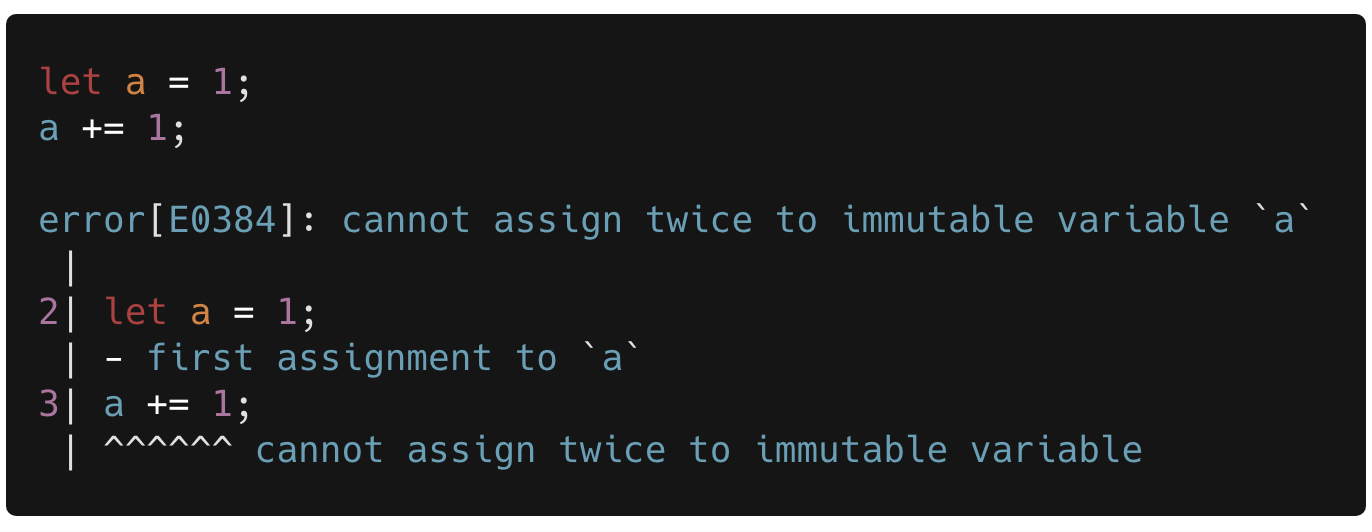 let a = 1;
a += 1;

error[E0384]: cannot assign twice to immutable variable `a`
 |
2| let a = 1;
 | - first assignment to `a`
3| a += 1;
 | ^^^^^^ cannot assign twice to immutable variable